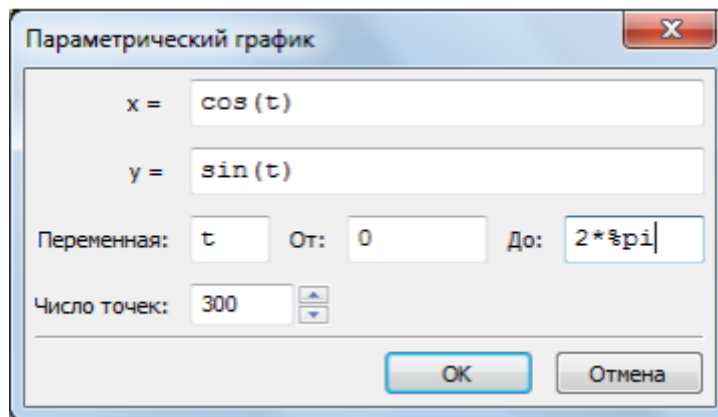 Параметрический график
x = cos(t)
y = sin(t)
Переменная: t От: 0 До: 2*%pi
Число точек: 300
OK Отмена